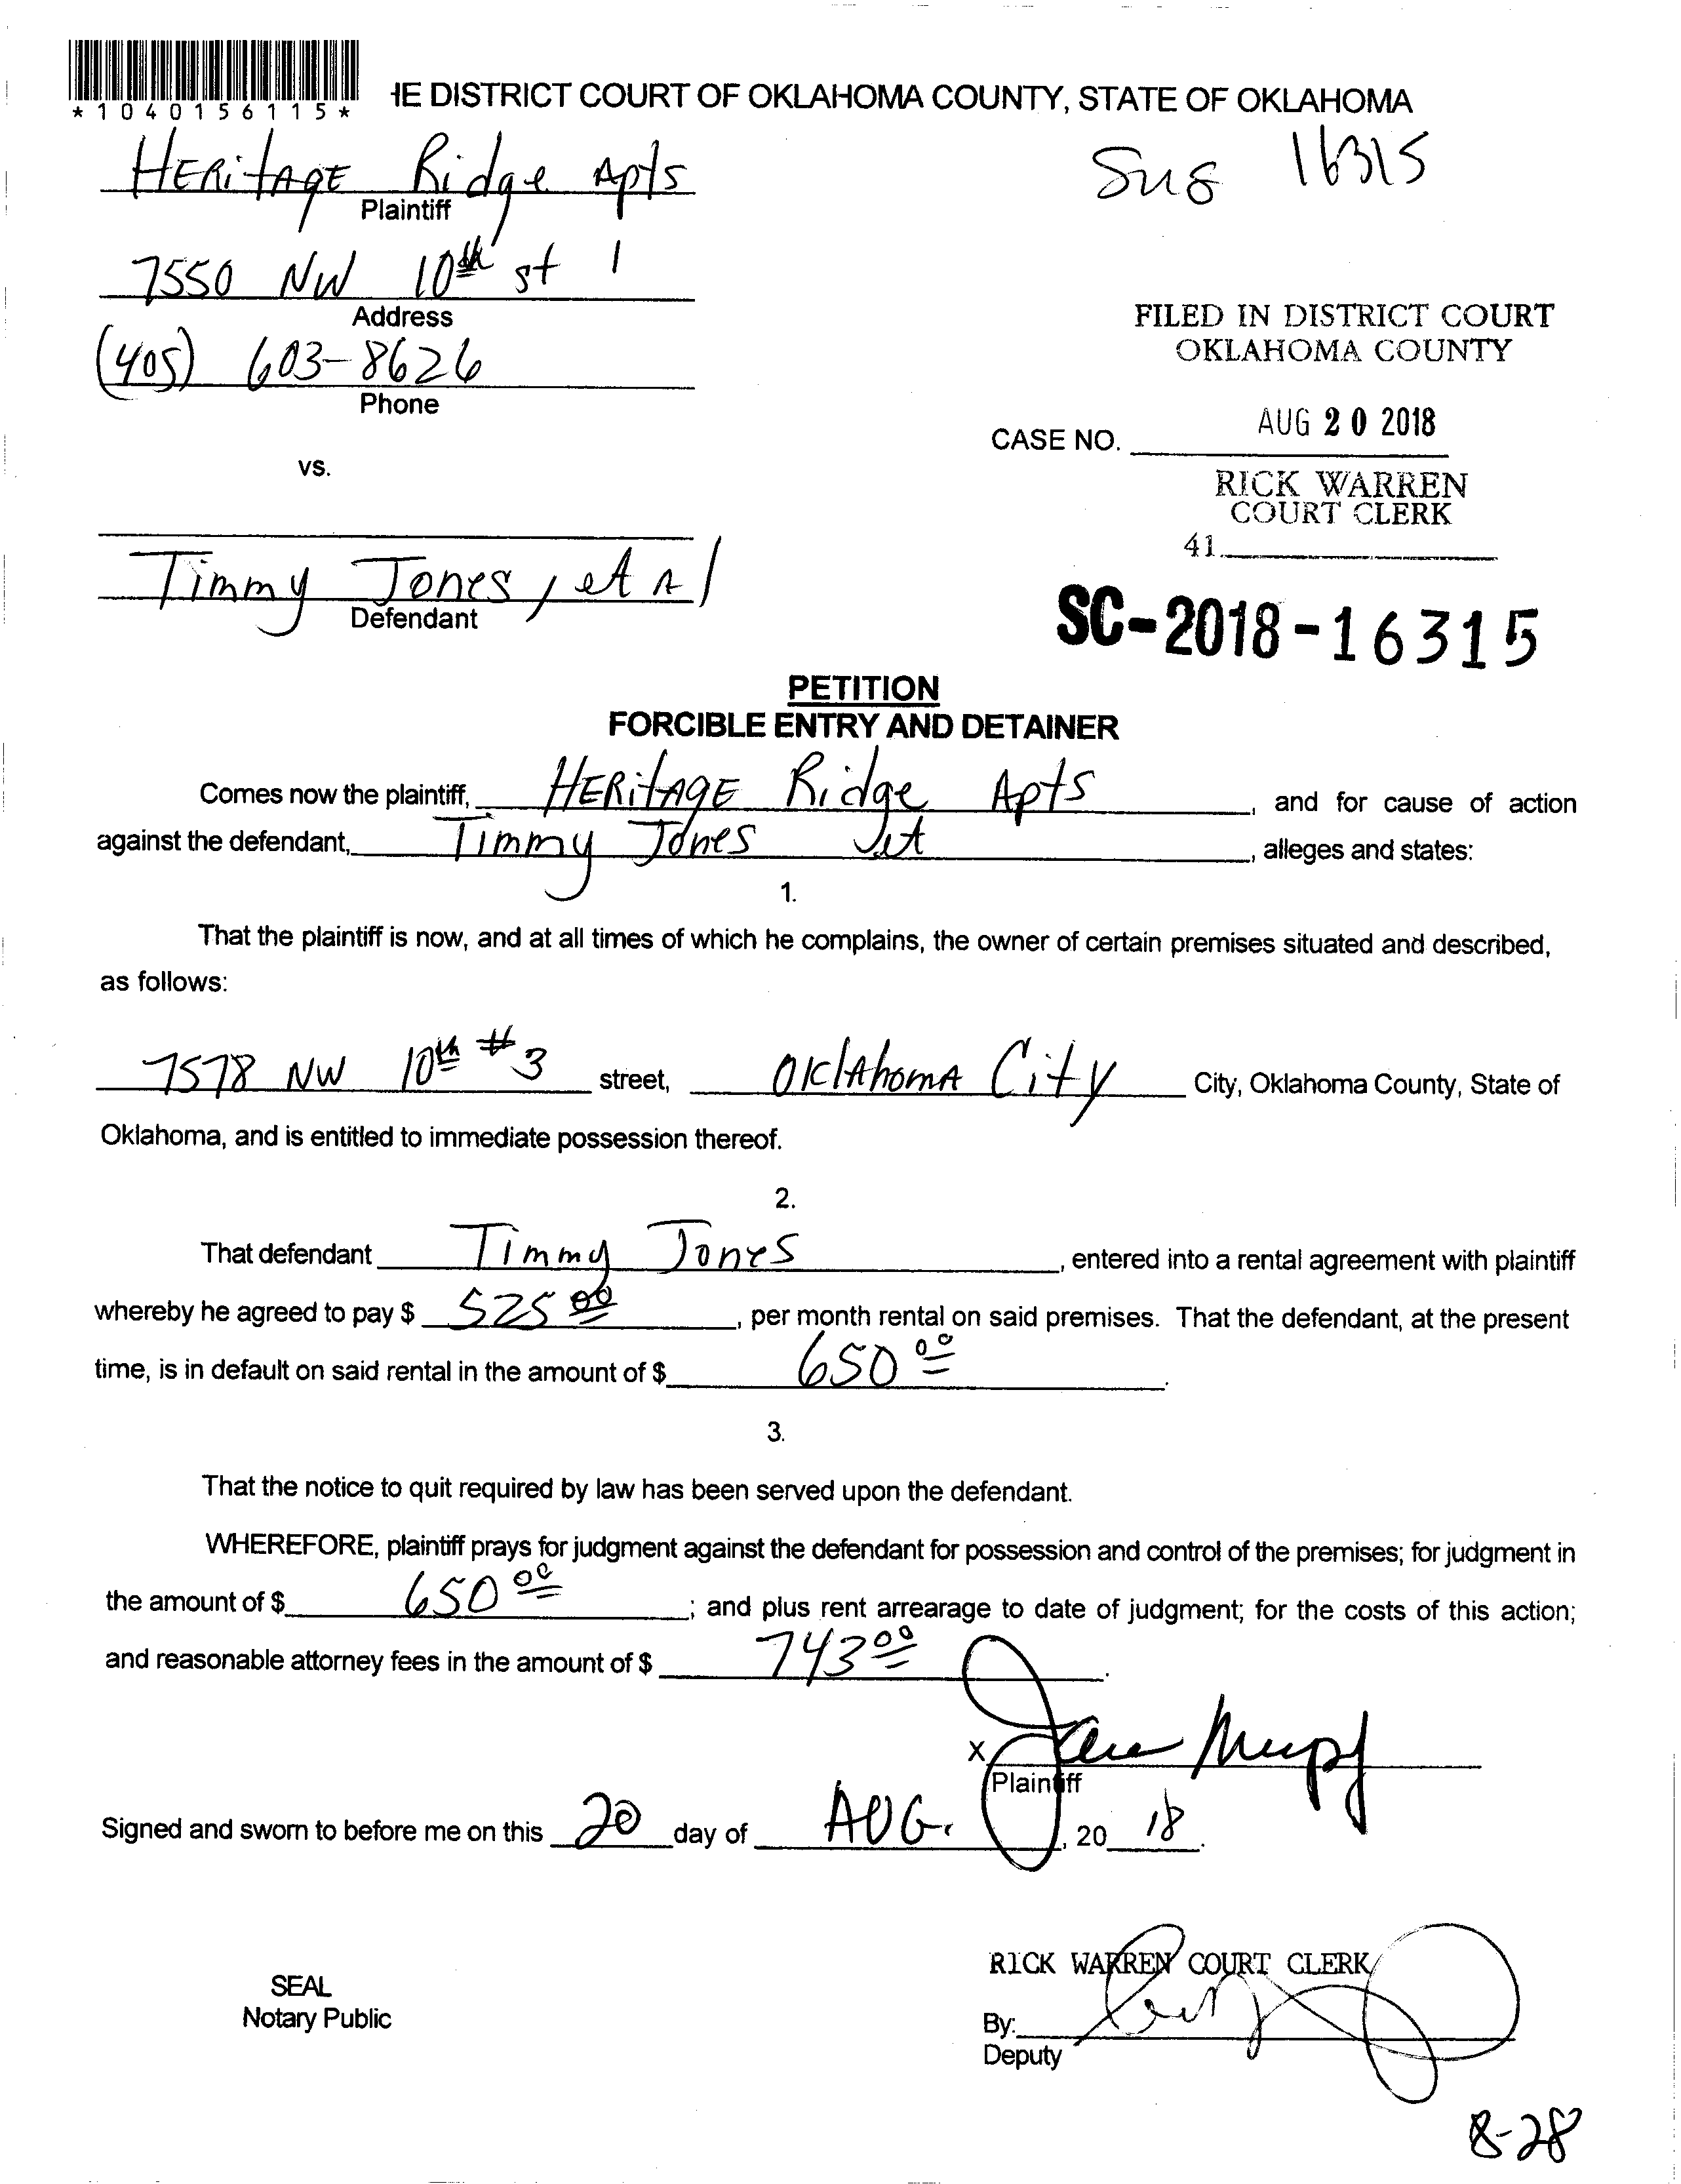 *1040156115*
HE DISTRICT COURT OF OKLAHOMA COUNTY, STATE OF OKLAHOMA
HERitAGE Ridge Apts
Plaintiff
16315
7550 NW 10th st
Address
(405) 603-8626
Phone
FILED IN DISTRICT COURT
OKLAHOMA COUNTY
AUG 20 2018
CASE NO.
RICK WARREN
COURT CLERK
41.
vs.
Timmy Jones, et Al
Defendant
SC-2018-16315
PETITION
FORCIBLE ENTRY AND DETAINER
Comes now the plaintiff, HERitAGE Ridge Apts, and for cause of action
against the defendant, Timmy Jones et, alleges and states:
1.
That the plaintiff is now, and at all times of which he complains, the owner of certain premises situated and described,
as follows:
7578 NW 10th #3 street, OklAhomA City City, Oklahoma County, State of
Oklahoma, and is entitled to immediate possession thereof.
2.
That defendant Timmy Jones, entered into a rental agreement with plaintiff
whereby he agreed to pay $ 525 00, per month rental on said premises. That the defendant, at the present
time, is in default on said rental in the amount of $ 650 00.
3.
That the notice to quit required by law has been served upon the defendant.
WHEREFORE, plaintiff prays for judgment against the defendant for possession and control of the premises; for judgment in
the amount of $ 650 00; and plus rent arrearage to date of judgment; for the costs of this action;
and reasonable attorney fees in the amount of $ 743 00.
X
Plaintiff
Signed and sworn to before me on this 20 day of AUG., 20 18.
RICK WARREN COURT CLERK
SEAL
Notary Public
By:
Deputy
8-28